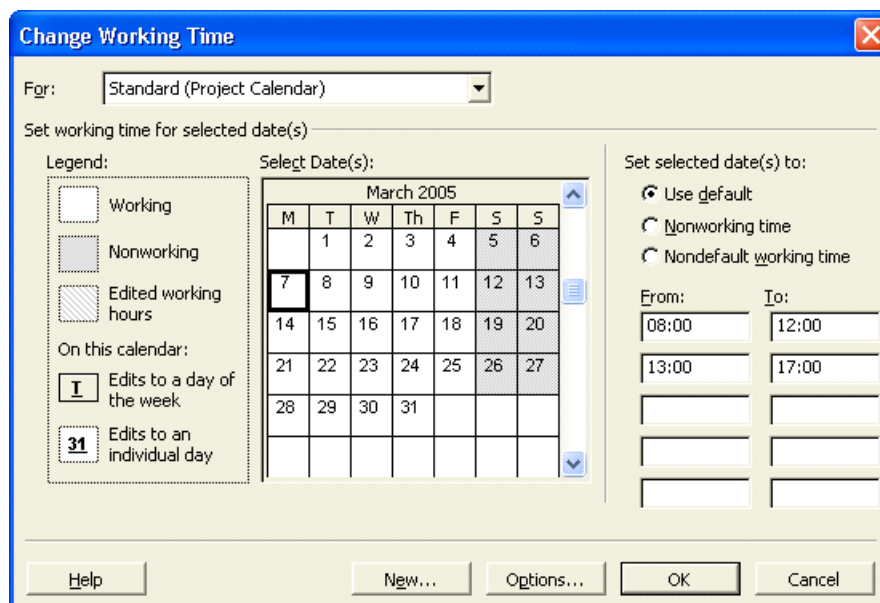 Change Working Time
For: Standard (Project Calendar)
Set working time for selected date(s)
Legend:
Working
Nonworking
Edited working
hours
On this calendar:
T Edits to a day of
the week
31 Edits to an
individual day
Select Date(s):
March 2005
M T W Th F S S
1 2 3 4 5 6
7 8 9 10 11 12 13
14 15 16 17 18 19 20
21 22 23 24 25 26 27
28 29 30 31
Set selected date(s) to:
Use default
Nonworking time
Nondefault working time
From: To:
08:00 12:00
13:00 17:00
Help New... Options... OK Cancel